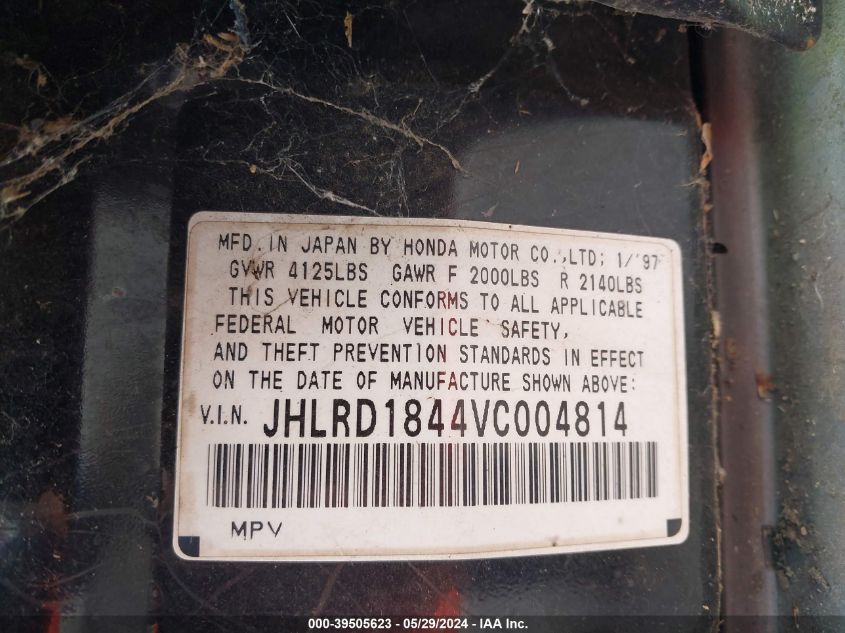 MFD. IN JAPAN BY HONDA MOTOR CO.,LTD; 1/'97
GVWR 4125LBS GAWR F 2000LBS R 2140LBS
THIS VEHICLE CONFORMS TO ALL APPLICABLE
FEDERAL MOTOR VEHICLE SAFETY,
AND THEFT PREVENTION STANDARDS IN EFFECT
ON THE DATE OF MANUFACTURE SHOWN ABOVE:
V.I.N. JHLRD1844VC004814
MPV
000-39505623 - 05/29/2024 - IAA Inc.